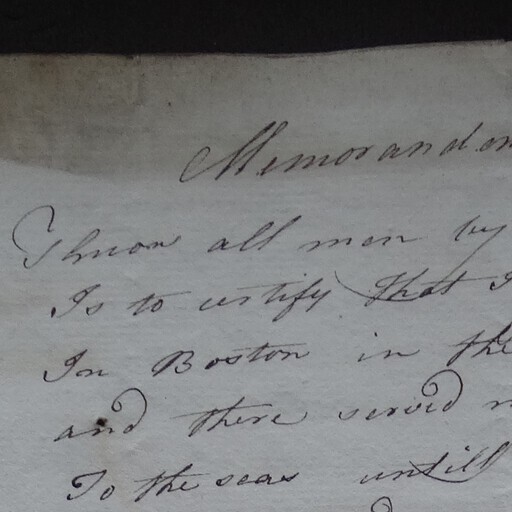 Memorandom
Know all men by
Is to certify that I
In Boston in the
and there served
To the seas untill